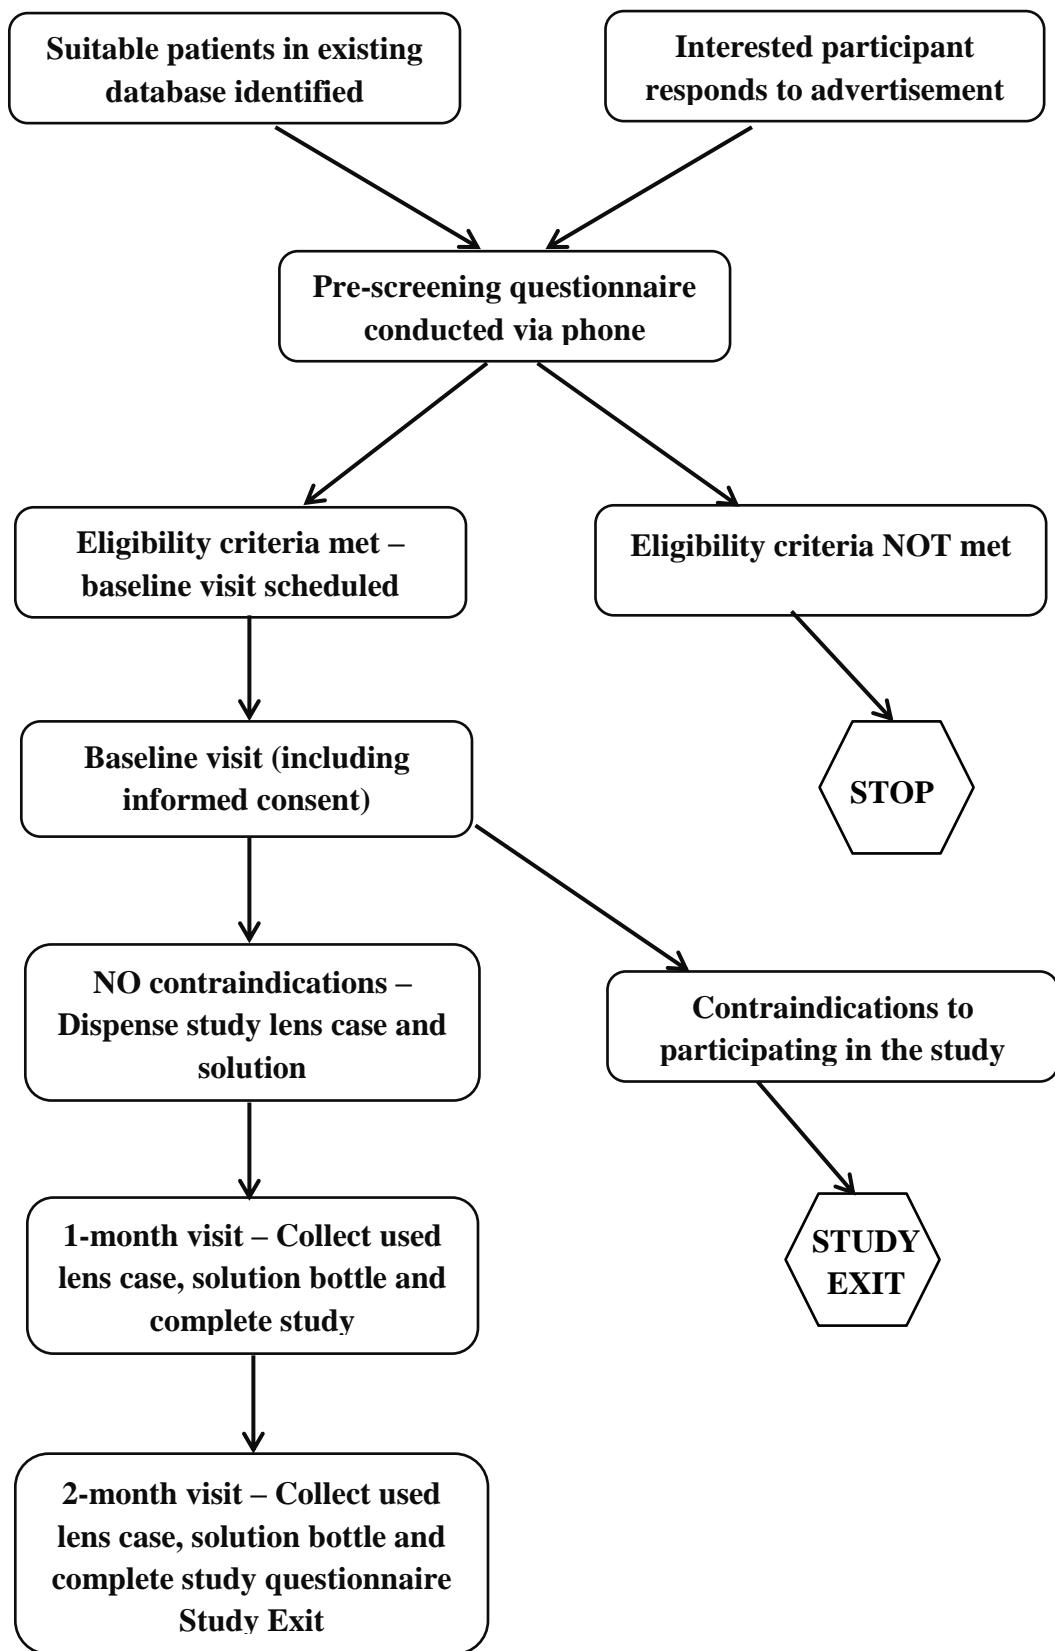 Suitable patients in existing
database identified
Interested participant
responds to advertisement
Pre-screening questionnaire
conducted via phone
Eligibility criteria met –
baseline visit scheduled
Eligibility criteria NOT met
Baseline visit (including
informed consent)
STOP
NO contraindications –
Dispense study lens case and
solution
Contraindications to
participating in the study
1-month visit – Collect used
lens case, solution bottle and
complete study
STUDY
EXIT
2-month visit – Collect used
lens case, solution bottle and
complete study questionnaire
Study Exit